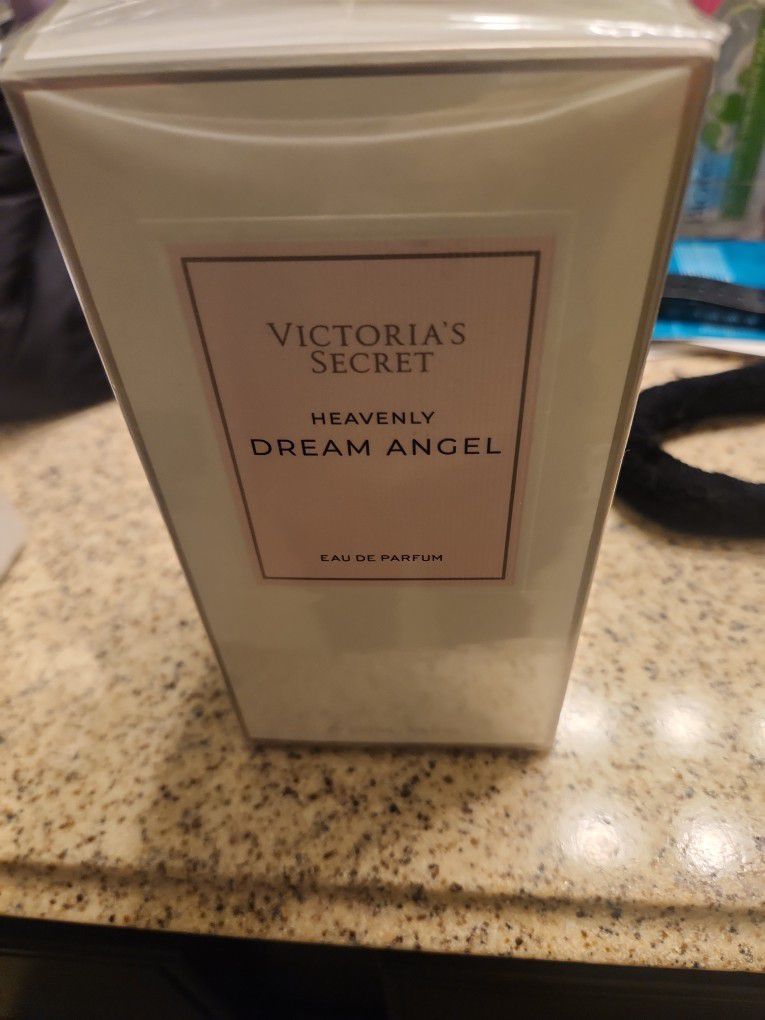 VICTORIA'S
SECRET
HEAVENLY
DREAM ANGEL
EAU DE PARFUM